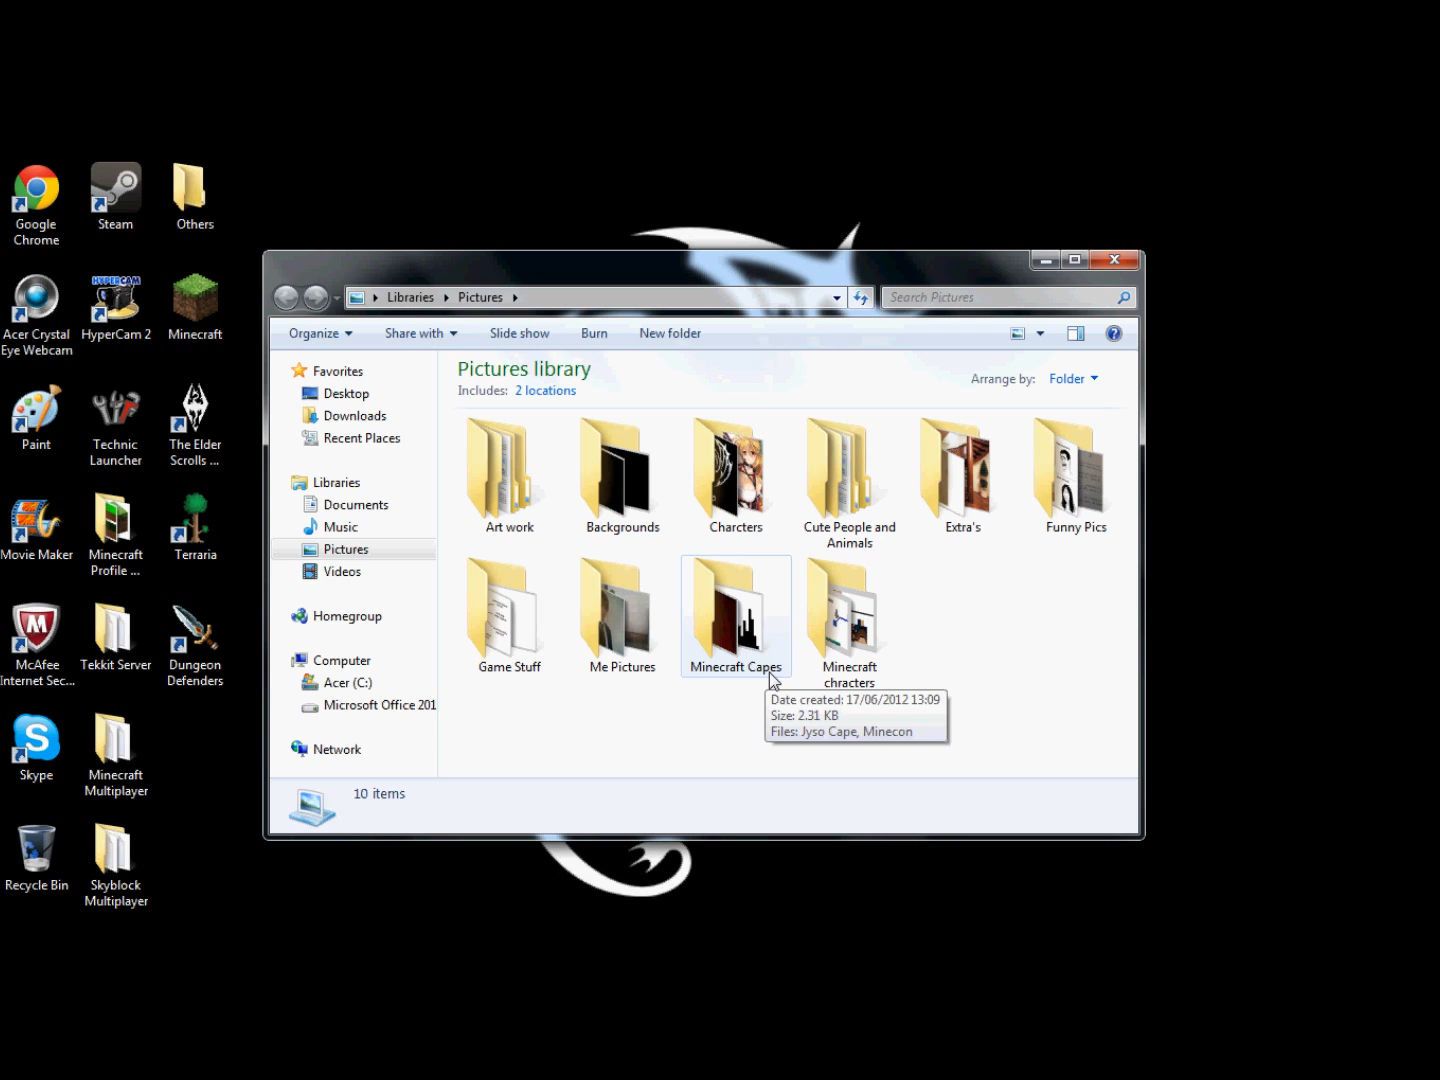 Google
Chrome
Steam
Others
Acer Crystal
Eye Webcam
HYPERCAM
HyperCam 2
Minecraft
Paint
Technic
Launcher
The Elder
Scrolls ...
Movie Maker
Minecraft
Profile ...
Terraria
McAfee
Internet Sec...
Tekkit Server
Dungeon
Defenders
Skype
Minecraft
Multiplayer
Recycle Bin
Skyblock
Multiplayer
Libraries Pictures
Search Pictures
Organize Share with Slide show Burn New folder
Favorites
Desktop
Downloads
Recent Places
Libraries
Documents
Music
Pictures
Videos
Homegroup
Computer
Acer (C:)
Microsoft Office 201
Network
Pictures library
Includes: 2 locations
Arrange by: Folder
Art work
Backgrounds
Charcters
Cute People and
Animals
Extra's
Funny Pics
Game Stuff
Me Pictures
Minecraft Capes
Minecraft
chracters
Date created: 17/06/2012 13:09
Size: 2.31 KB
Files: Jyso Cape, Minecon
10 items